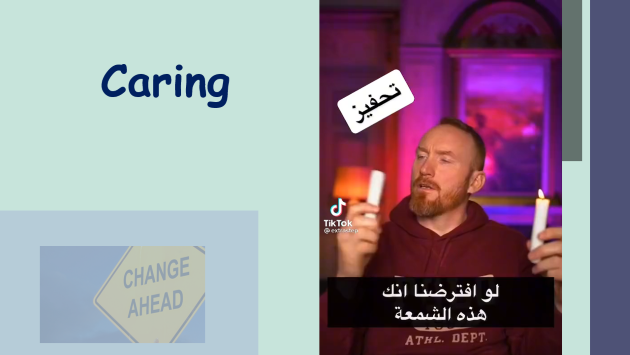 Caring
تحفيز
TikTok
CHANGE
AHEAD
لو افترضنا انك
هذه الشمعة
ATHL. DEPT.